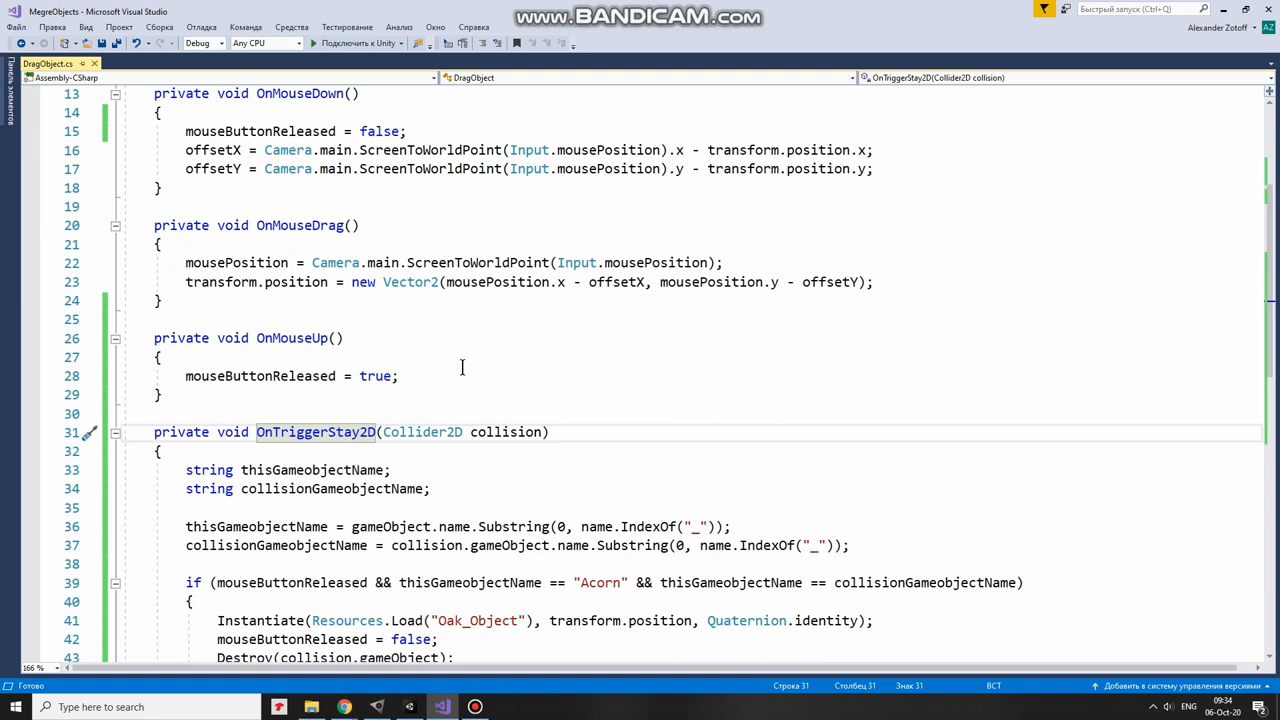 MegreObjects - Microsoft Visual Studio
www.BANDICAM.com
Быстрый запуск (Ctrl+Q)
Файл Правка Вид Проект Сборка Отладка Команда Средства Тестирование Анализ Окно Справка
Alexander Zotoff AZ
Debug Any CPU Подключить к Unity
Панель элементов
DragObject.cs
Assembly-CSharp DragObject OnTriggerStay2D(Collider2D collision)
13 private void OnMouseDown()
14 {
15 mouseButtonReleased = false;
16 offsetX = Camera.main.ScreenToWorldPoint(Input.mousePosition).x - transform.position.x;
17 offsetY = Camera.main.ScreenToWorldPoint(Input.mousePosition).y - transform.position.y;
18 }
19
20 private void OnMouseDrag()
21 {
22 mousePosition = Camera.main.ScreenToWorldPoint(Input.mousePosition);
23 transform.position = new Vector2(mousePosition.x - offsetX, mousePosition.y - offsetY);
24 }
25
26 private void OnMouseUp()
27 {
28 mouseButtonReleased = true;
29 }
30
31 private void OnTriggerStay2D(Collider2D collision)
32 {
33 string thisGameobjectName;
34 string collisionGameobjectName;
35
36 thisGameobjectName = gameObject.name.Substring(0, name.IndexOf("_"));
37 collisionGameobjectName = collision.gameObject.name.Substring(0, name.IndexOf("_"));
38
39 if (mouseButtonReleased && thisGameobjectName == "Acorn" && thisGameobjectName == collisionGameobjectName)
40 {
41 Instantiate(Resources.Load("Oak_Object"), transform.position, Quaternion.identity);
42 mouseButtonReleased = false;
43 Destroy(collision.gameObject);
166 %
Готово Строка 31 Столбец 31 Знак 31 ВСТ Добавить в систему управления версиями
Type here to search
ENG
09:34
06-Oct-20
2